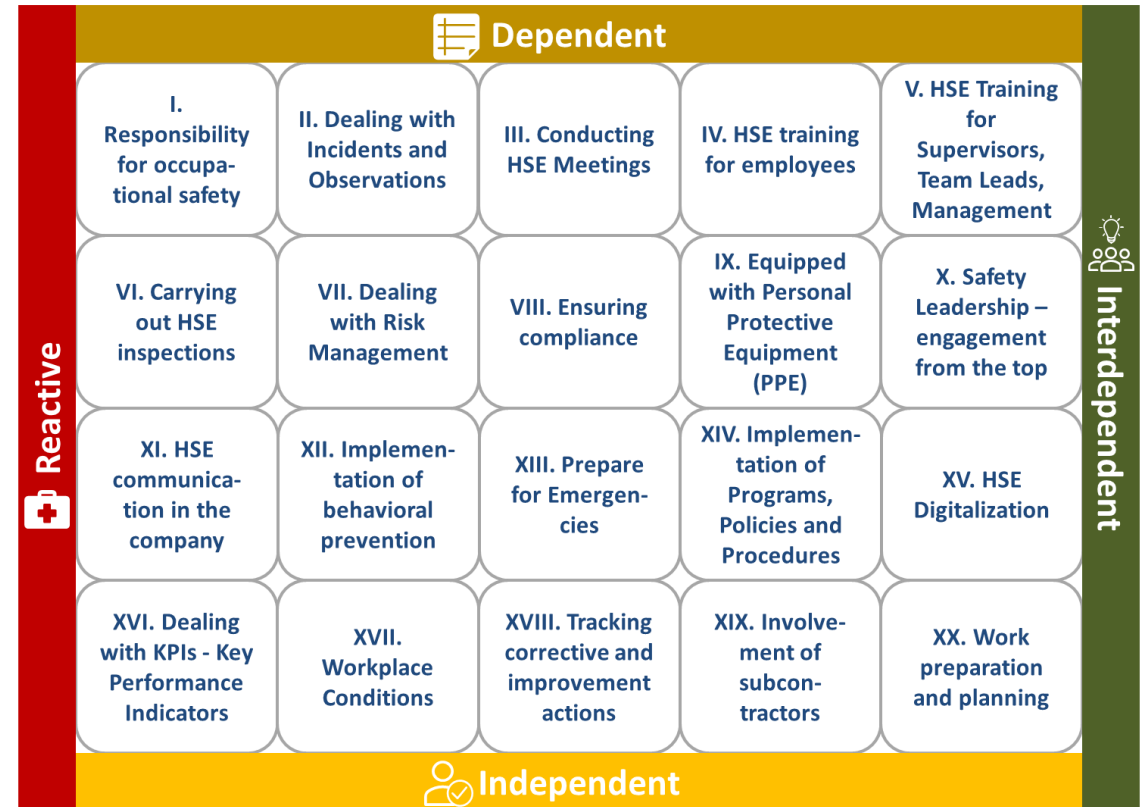 Dependent
I.
Responsibility
for occupa-
tional safety
II. Dealing with
Incidents and
Observations
III. Conducting
HSE Meetings
IV. HSE training
for employees
V. HSE Training
for
Supervisors,
Team Leads,
Management
VI. Carrying
out HSE
inspections
VII. Dealing
with Risk
Management
VIII. Ensuring
compliance
IX. Equipped
with Personal
Protective
Equipment
(PPE)
X. Safety
Leadership –
engagement
from the top
XI. HSE
communica-
tion in the
company
XII. Implemen-
tation of
behavioral
prevention
XIII. Prepare
for Emergen-
cies
XIV. Implemen-
tation of
Programs,
Policies and
Procedures
XV. HSE
Digitalization
XVI. Dealing
with KPIs - Key
Performance
Indicators
XVII.
Workplace
Conditions
XVIII. Tracking
corrective and
improvement
actions
XIX. Involve-
ment of
subcon-
tractors
XX. Work
preparation
and planning
Reactive
Interdependent
Independent